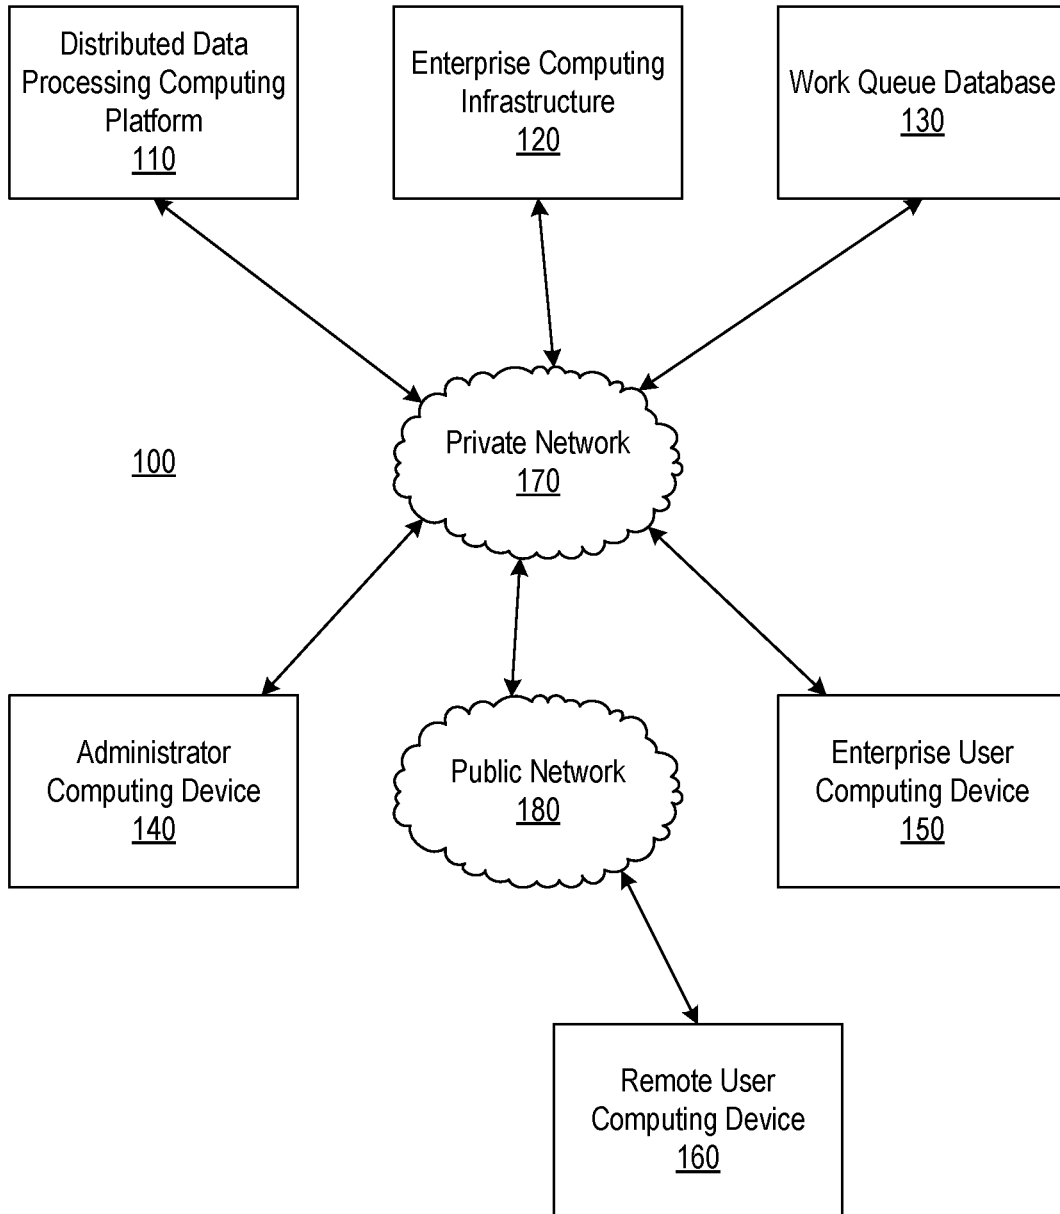 Distributed Data
Processing Computing
Platform
110
Enterprise Computing
Infrastructure
120
Work Queue Database
130
Private Network
170
100
Administrator
Computing Device
140
Public Network
180
Enterprise User
Computing Device
150
Remote User
Computing Device
160